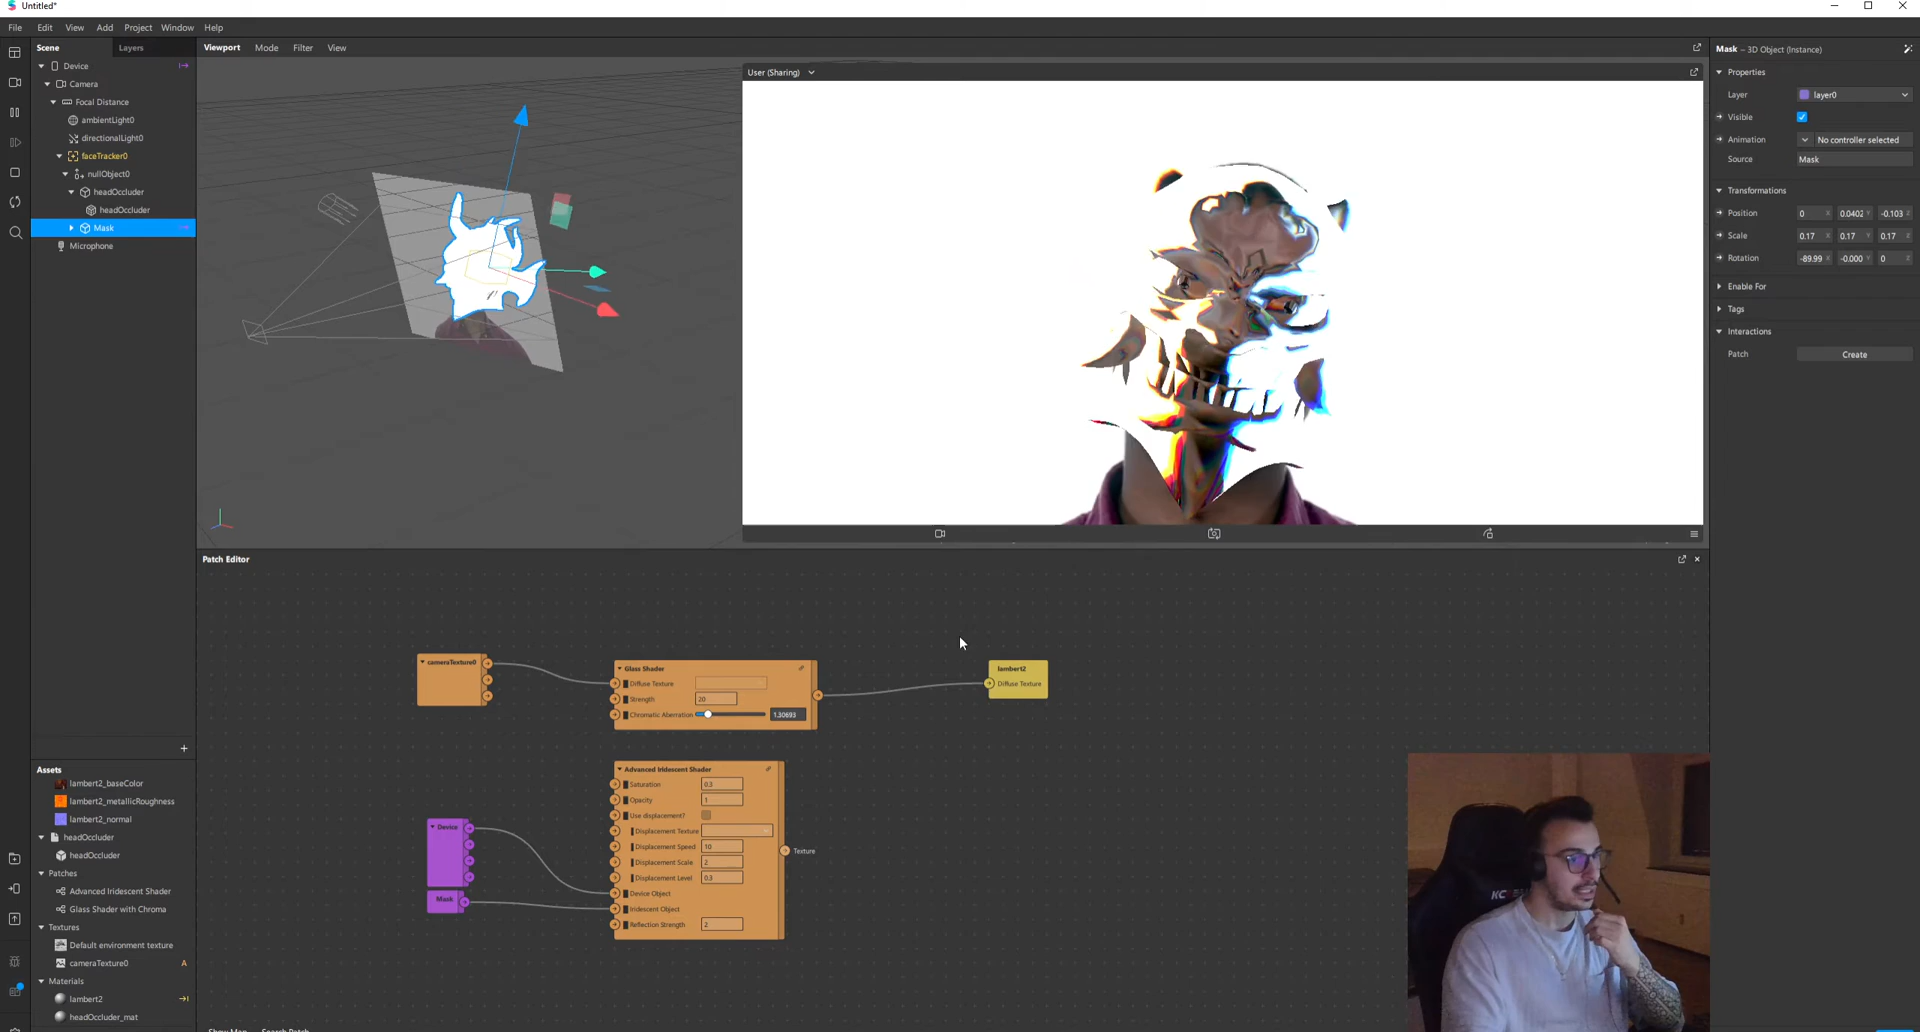 Untitled*
File Edit View Add Project Window Help
Scene Layers
Device
Camera
Focal Distance
ambientLight0
directionalLight0
faceTracker0
nullObject0
headOccluder
headOccluder
Mask
Microphone
Viewport Mode Filter View
User (Sharing)
Mask – 3D Object (Instance)
Properties
Layer layer0
Visible
Animation No controller selected
Source Mask
Transformations
Position 0 X 0.0402 Y -0.103 Z
Scale 0.17 X 0.17 Y 0.17 Z
Rotation -89.99 X -0.000 Y 0 Z
Enable For
Tags
Interactions
Patch Create
Patch Editor
cameraTexture0
Glass Shader
Diffuse Texture
Strength 20
Chromatic Aberration 1.30693
lambert2
Diffuse Texture
Advanced Iridescent Shader
Saturation 0.3
Opacity 1
Use displacement?
Displacement Texture
Displacement Speed 10
Displacement Scale 2
Displacement Level 0.3
Device Object
Iridescent Object
Reflection Strength 2
Texture
Device
Mask
Assets
lambert2_baseColor
lambert2_metallicRoughness
lambert2_normal
headOccluder
headOccluder
Patches
Advanced Iridescent Shader
Glass Shader with Chroma
Textures
Default environment texture
cameraTexture0 A
Materials
lambert2
headOccluder_mat
Show Map Search Patch